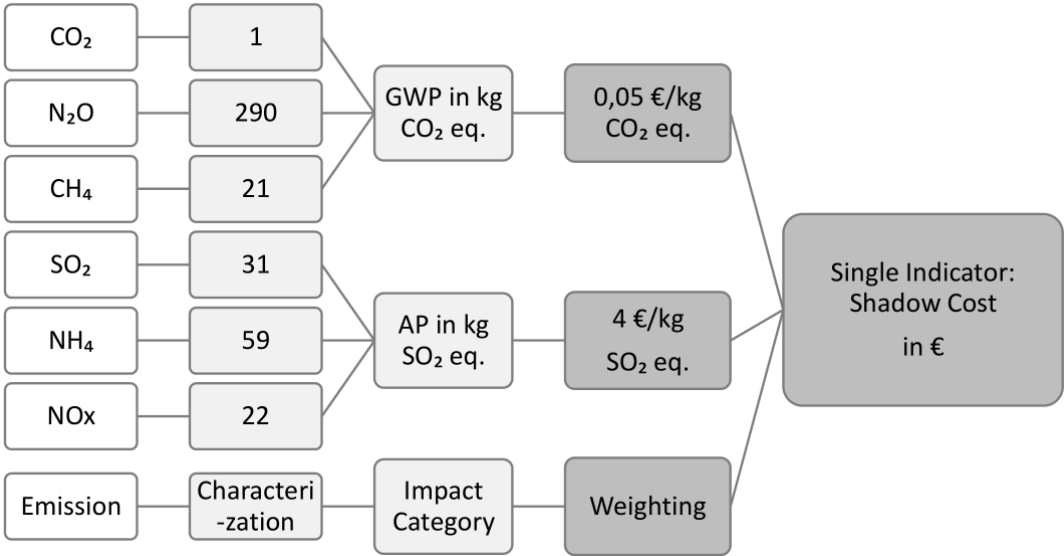 CO₂
1
N₂O
290
CH₄
21
GWP in kg
CO₂ eq.
0,05 €/kg
CO₂ eq.
SO₂
31
NH₄
59
NOx
22
AP in kg
SO₂ eq.
4 €/kg
SO₂ eq.
Single Indicator:
Shadow Cost
in €
Emission
Characteri
-zation
Impact
Category
Weighting